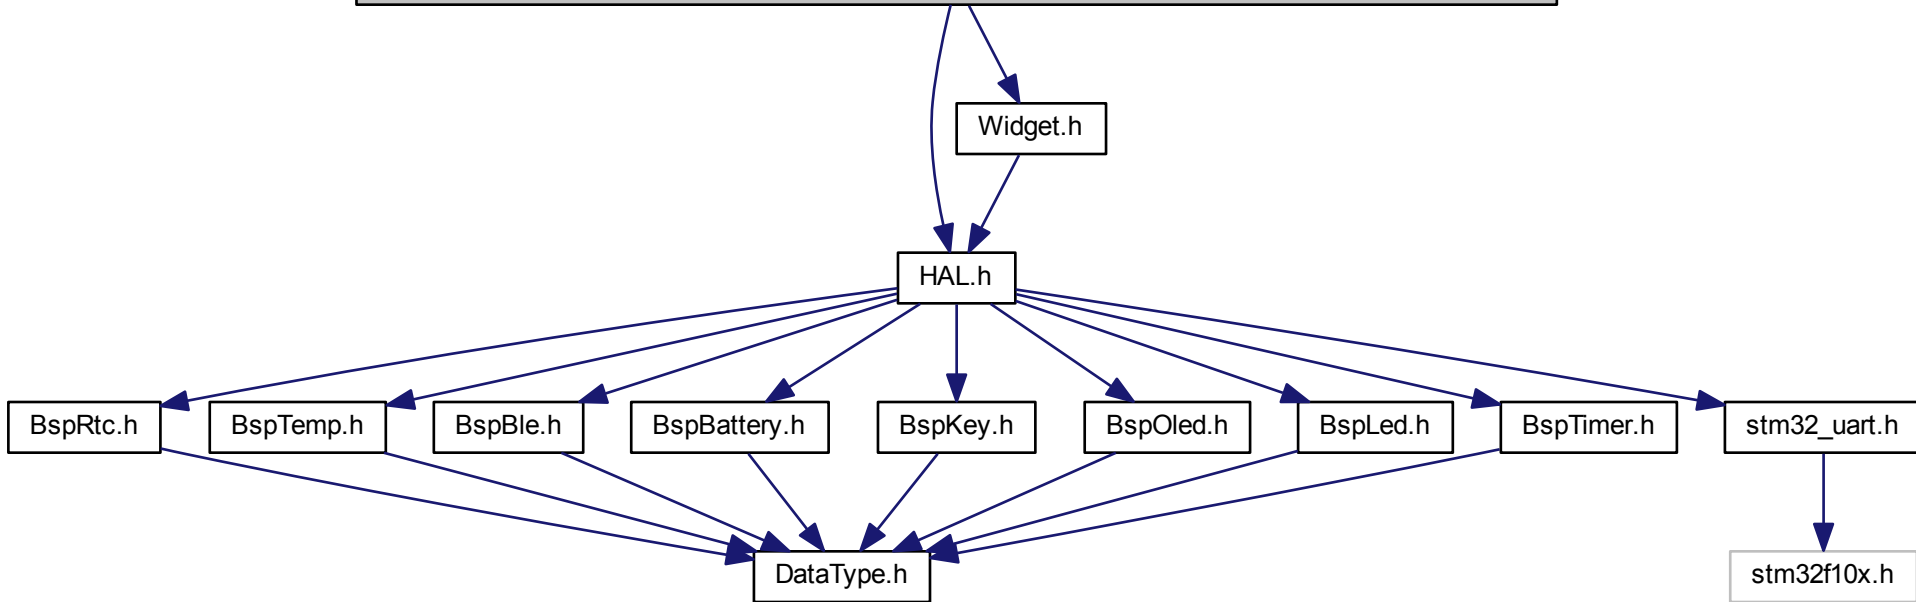 Widget.h
HAL.h
BspRtc.h
BspTemp.h
BspBle.h
BspBattery.h
BspKey.h
BspOled.h
BspLed.h
BspTimer.h
stm32_uart.h
DataType.h
stm32f10x.h